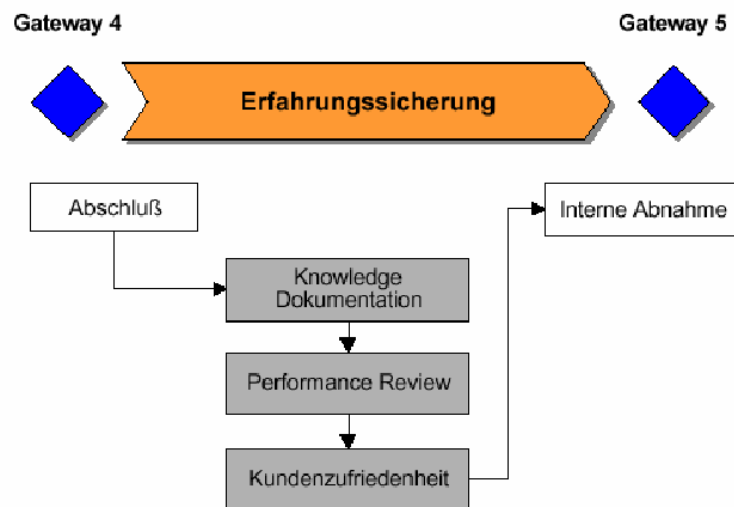 Gateway 4
Gateway 5
Erfahrungssicherung
Abschluß
Interne Abnahme
Knowledge
Dokumentation
Performance Review
Kundenzufriedenheit